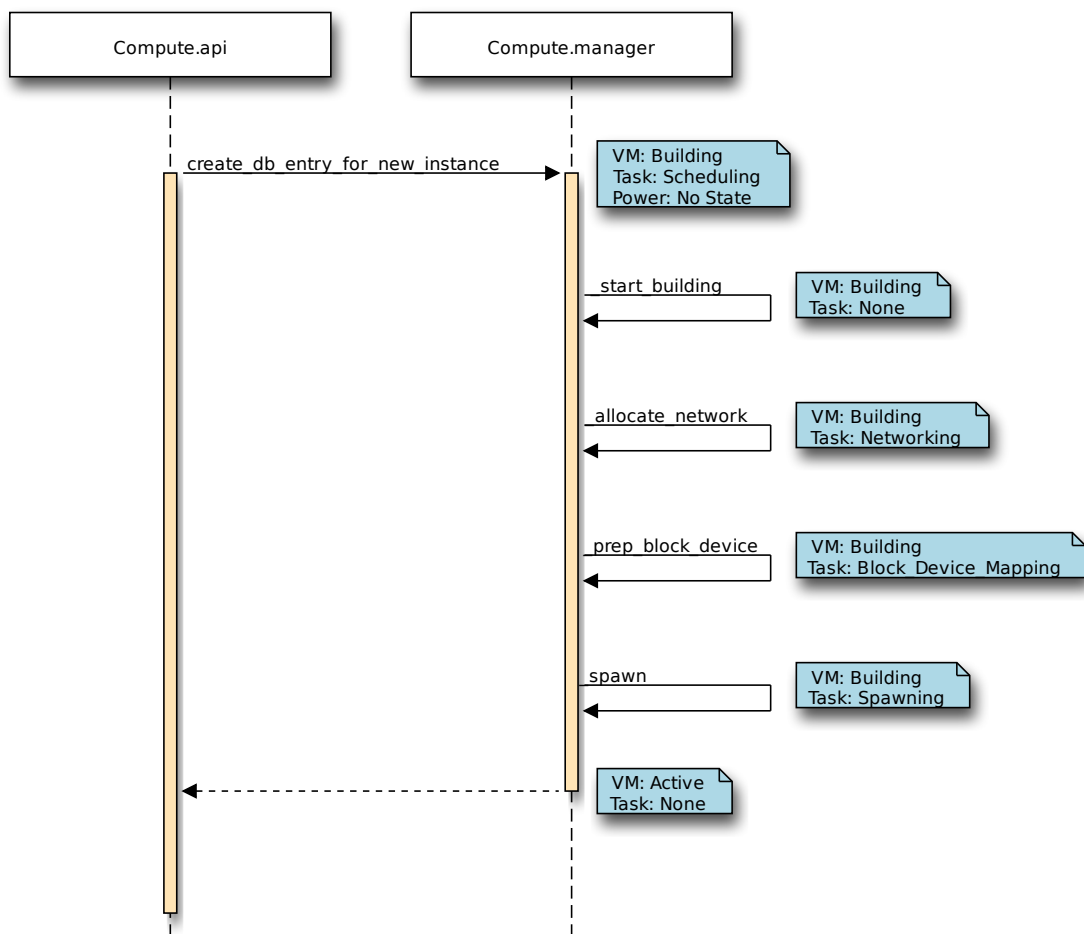 Compute.api
Compute.manager
create_db_entry_for_new_instance
VM: Building
Task: Scheduling
Power: No State
_start_building
VM: Building
Task: None
_allocate_network
VM: Building
Task: Networking
_prep_block_device
VM: Building
Task: Block_Device_Mapping
_spawn
VM: Building
Task: Spawning
VM: Active
Task: None